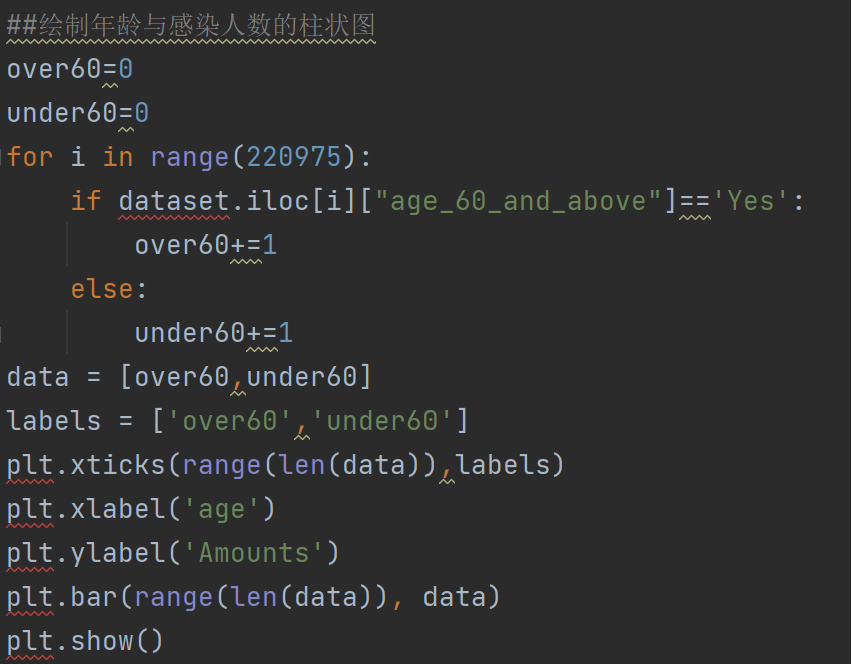 ##绘制年龄与感染人数的柱状图
over60=0
under60=0
for i in range(220975):
    if dataset.iloc[i]["age_60_and_above"]=='Yes':
        over60+=1
    else:
        under60+=1
data = [over60,under60]
labels = ['over60','under60']
plt.xticks(range(len(data)),labels)
plt.xlabel('age')
plt.ylabel('Amounts')
plt.bar(range(len(data)), data)
plt.show()